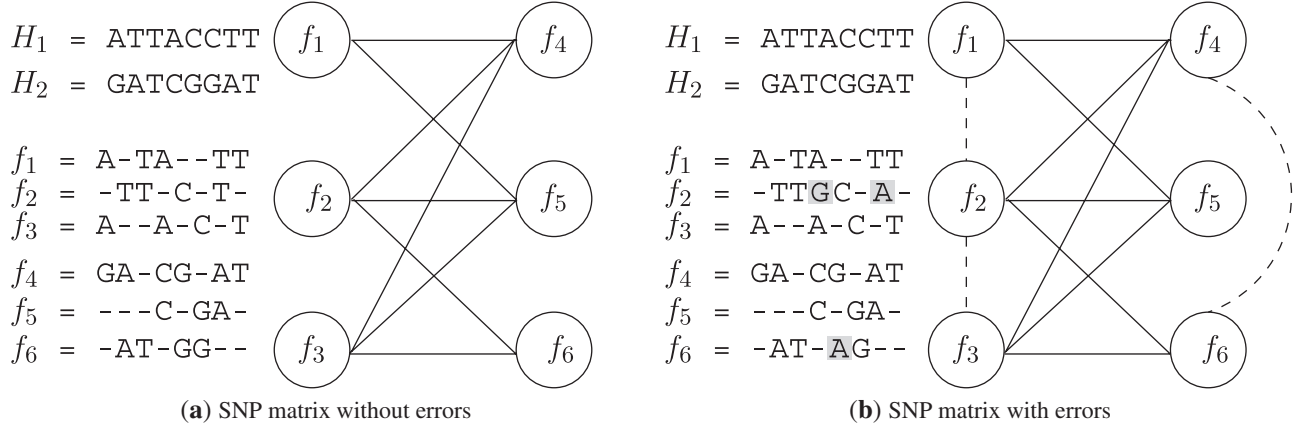 H1 = ATTACCTT
H2 = GATCGGAT
f1 = A-TA--TT
f2 = -TT-C-T-
f3 = A--A-C-T
f4 = GA-CG-AT
f5 = ---C-GA-
f6 = -AT-GG--
f1
f4
f2
f5
f3
f6
(a) SNP matrix without errors
H1 = ATTACCTT
H2 = GATCGGAT
f1 = A-TA--TT
f2 = -TTGC-A-
f3 = A--A-C-T
f4 = GA-CG-AT
f5 = ---C-GA-
f6 = -AT-AG--
f1
f4
f2
f5
f3
f6
(b) SNP matrix with errors